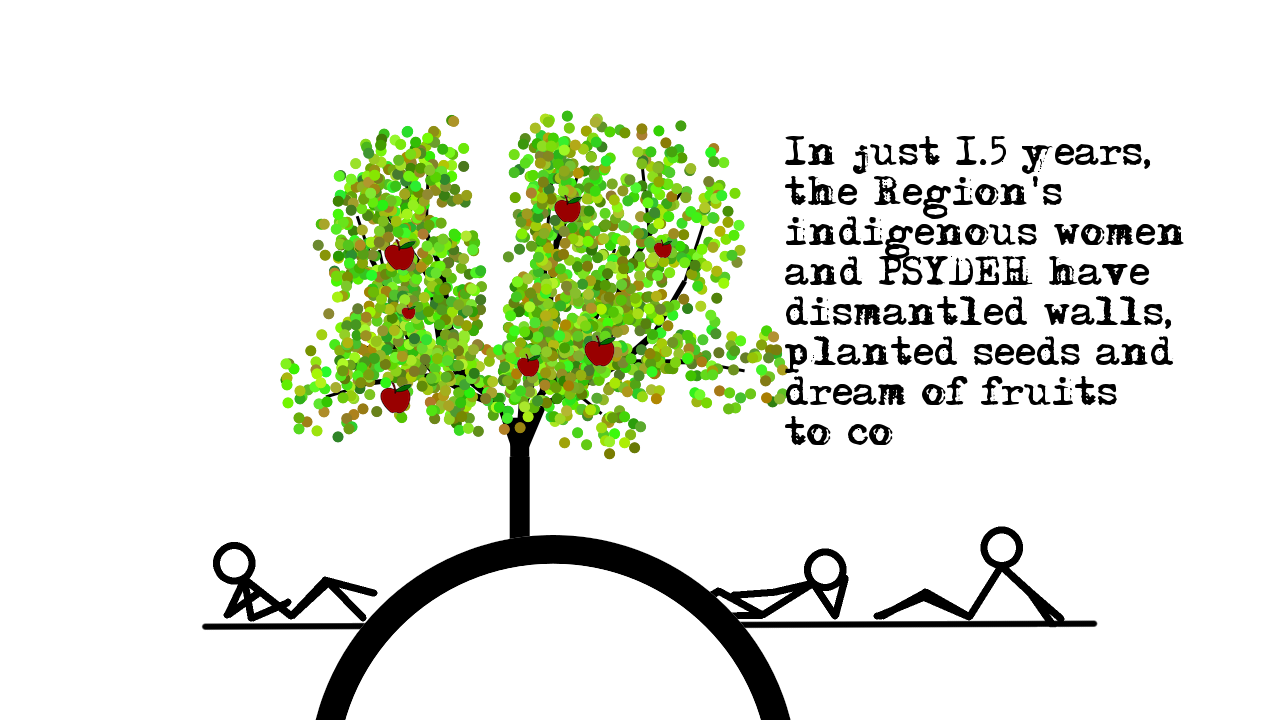 In just 1.5 years,
the Region's
indigenous women
and PSYDEH have
dismantled walls,
planted seeds and
dream of fruits
to co